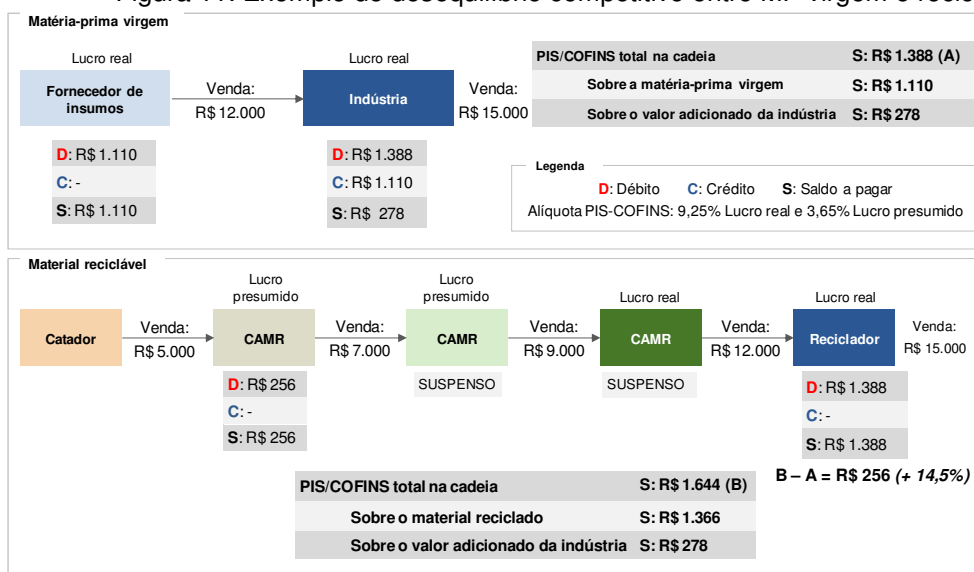 Figura 11: Exemplo de desequilíbrio competitivo entre MP virgem e recic
Matéria-prima virgem
Lucro real
Fornecedor de
insumos
Venda:
R$ 12.000
Lucro real
Indústria
Venda:
R$ 15.000
D: R$ 1.110
C: -
S: R$ 1.110
D: R$ 1.388
C: R$ 1.110
S: R$ 278
PIS/COFINS total na cadeia S: R$ 1.388 (A)
Sobre a matéria-prima virgem S: R$ 1.110
Sobre o valor adicionado da indústria S: R$ 278
Legenda
D: Débito C: Crédito S: Saldo a pagar
Alíquota PIS-COFINS: 9,25% Lucro real e 3,65% Lucro presumido
Material reciclável
Catador
Venda:
R$ 5.000
Lucro
presumido
CAMR
Venda:
R$ 7.000
Lucro
presumido
CAMR
Venda:
R$ 9.000
Lucro real
CAMR
Venda:
R$ 12.000
Lucro real
Reciclador
Venda:
R$ 15.000
D: R$ 256
C: -
S: R$ 256
SUSPENSO
SUSPENSO
D: R$ 1.388
C: -
S: R$ 1.388
B – A = R$ 256 (+ 14,5%)
PIS/COFINS total na cadeia S: R$ 1.644 (B)
Sobre o material reciclado S: R$ 1.366
Sobre o valor adicionado da indústria S: R$ 278